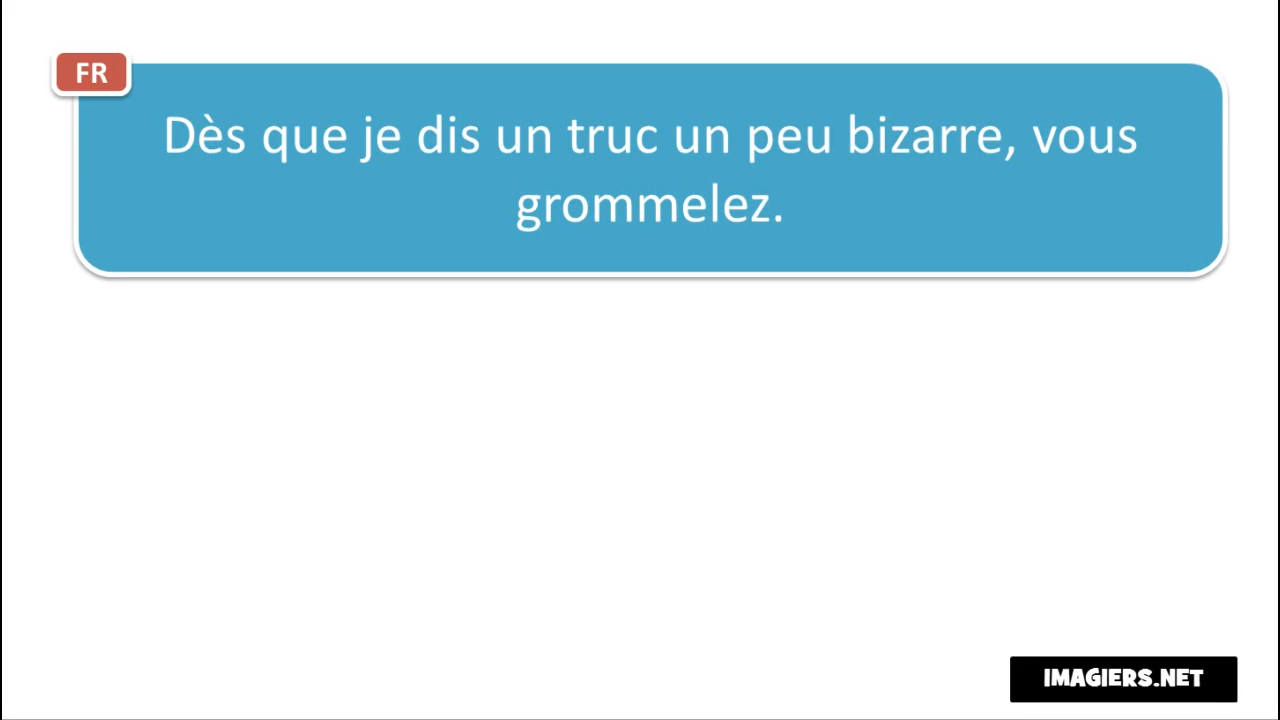 FR
Dès que je dis un truc un peu bizarre, vous
grommelez.
IMAGIERS.NET